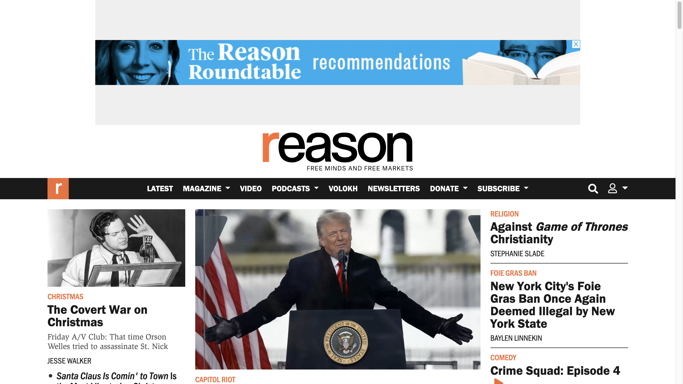 The Reason
Roundtable
recommendations
reason
FREE MINDS AND FREE MARKETS
r
LATEST MAGAZINE VIDEO PODCASTS VOLOKH NEWSLETTERS DONATE SUBSCRIBE
CHRISTMAS
The Covert War on
Christmas
Friday A/V Club: That time Orson
Welles tried to assassinate St. Nick
JESSE WALKER
• Santa Claus Is Comin' to Town Is
CAPITOL RIOT
RELIGION
Against Game of Thrones
Christianity
STEPHANIE SLADE
FOIE GRAS BAN
New York City's Foie
Gras Ban Once Again
Deemed Illegal by New
York State
BAYLEN LINNEKIN
COMEDY
Crime Squad: Episode 4